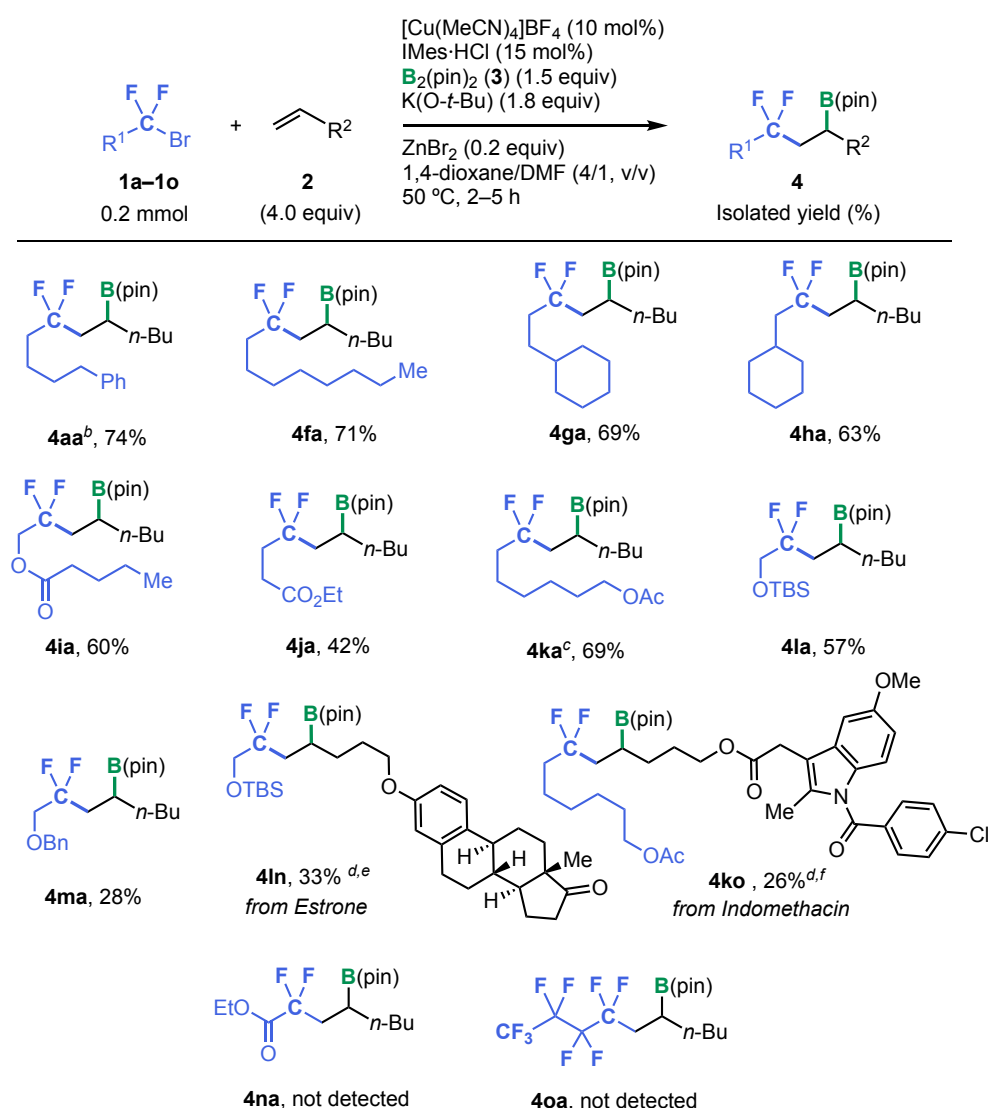 [Cu(MeCN)4]BF4 (10 mol%)
IMes·HCl (15 mol%)
B2(pin)2 (3) (1.5 equiv)
K(O-t-Bu) (1.8 equiv)
F F
C
R1 Br
+
R2
F F B(pin)
C
R1 R2
ZnBr2 (0.2 equiv)
1,4-dioxane/DMF (4/1, v/v)
50 ºC, 2–5 h
1a–1o
2
4
0.2 mmol
(4.0 equiv)
Isolated yield (%)
F F B(pin)
C
n-Bu
Ph
4aab, 74%
F F B(pin)
C
n-Bu
Me
4fa, 71%
F F B(pin)
C
n-Bu
4ga, 69%
F F B(pin)
C
n-Bu
4ha, 63%
F F B(pin)
C
n-Bu
O
Me
O
4ia, 60%
F F B(pin)
C
n-Bu
CO2Et
4ja, 42%
F F B(pin)
C
n-Bu
OAc
4kac, 69%
F F B(pin)
C
n-Bu
OTBS
4la, 57%
F F B(pin)
C
n-Bu
OBn
4ma, 28%
F F B(pin)
C
OTBS
O
H H Me
H
O
4ln, 33% d,e
from Estrone
F F B(pin)
C
O
O
OMe
Me N
O
Cl
OAc
4ko , 26%d,f
from Indomethacin
F F B(pin)
EtO C
n-Bu
O
4na, not detected
F F F F B(pin)
C
CF3 C C
n-Bu
F F
4oa, not detected